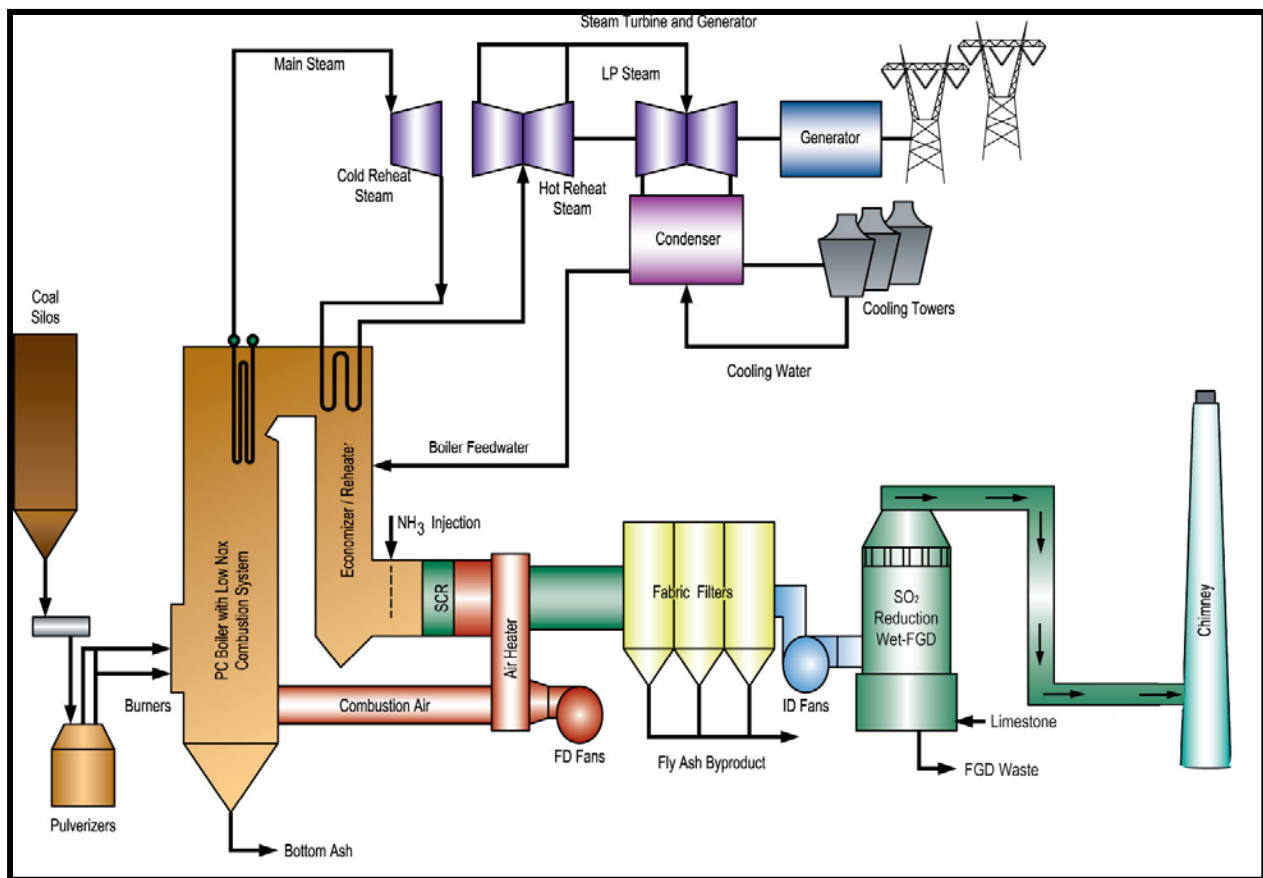 Steam Turbine and Generator
Main Steam
LP Steam
Generator
Cold Reheat
Steam
Hot Reheat
Steam
Condenser
Coal
Silos
Cooling Towers
Cooling Water
Boiler Feedwater
PC Boiler with Low Nox
Combustion System
Economizer / Reheater
NH3 Injection
SCR
Air Heater
Fabric Filters
SO2
Reduction
Wet-FGD
Chimney
Burners
Combustion Air
ID Fans
Limestone
FD Fans
Fly Ash Byproduct
FGD Waste
Pulverizers
Bottom Ash